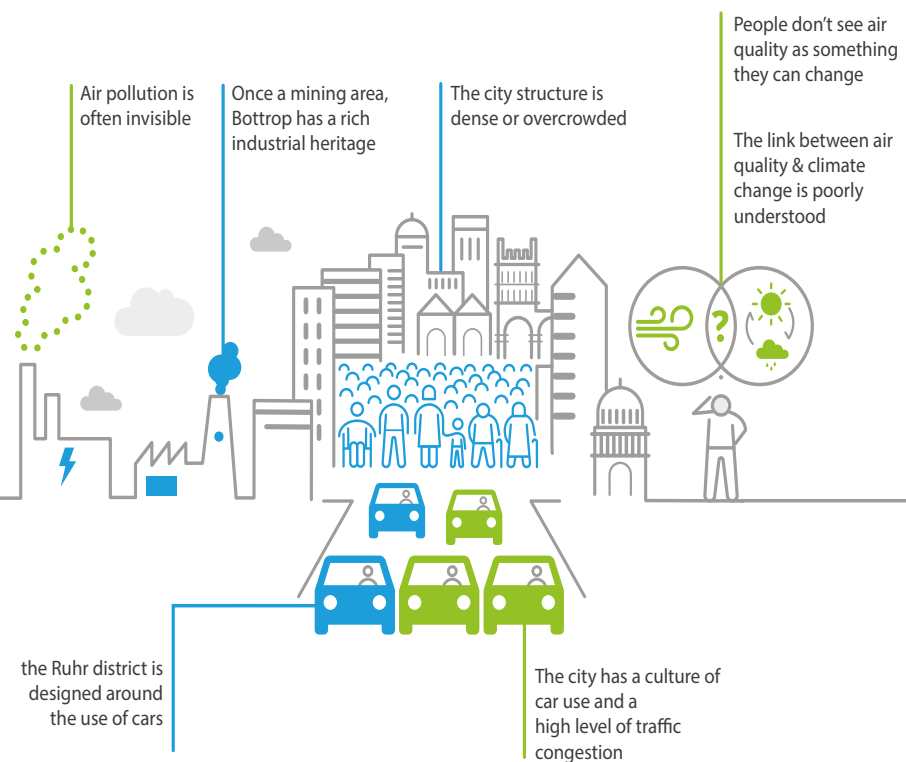 Air pollution is
often invisible
Once a mining area,
Bottrop has a rich
industrial heritage
The city structure is
dense or overcrowded
People don’t see air
quality as something
they can change
The link between air
quality & climate
change is poorly
understood
?
the Ruhr district is
designed around
the use of cars
The city has a culture of
car use and a
high level of traffic
congestion